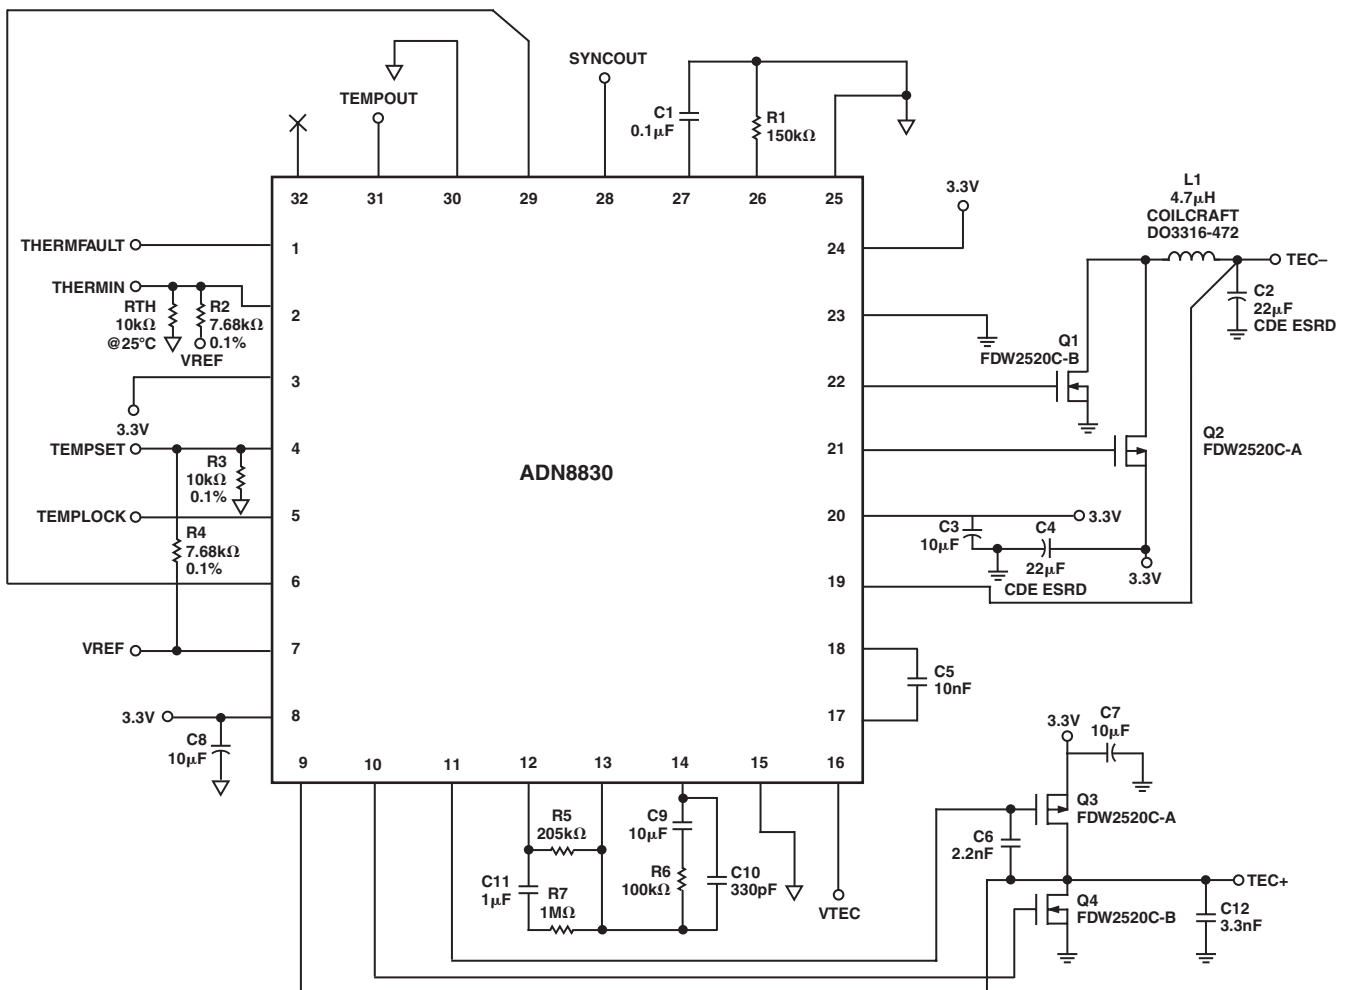 SYNCOUT
TEMPOUT
C1
0.1μF
R1
150kΩ
32
31
30
29
28
27
26
25
THERMFAULT
1
THERMIN
2
RTH
10kΩ
@25°C
R2
7.68kΩ
0.1%
VREF
3
3.3V
TEMPSET
4
R3
10kΩ
0.1%
TEMPLOCK
5
R4
7.68kΩ
0.1%
6
VREF
7
3.3V
8
C8
10μF
ADN8830
24
3.3V
23
22
21
20
19
18
17
L1
4.7μH
COILCRAFT
DO3316-472
TEC–
C2
22μF
CDE ESRD
Q1
FDW2520C-B
Q2
FDW2520C-A
3.3V
C3
10μF
C4
22μF
CDE ESRD
3.3V
C5
10nF
9
10
11
12
13
14
15
16
R5
205kΩ
C11
1μF
R7
1MΩ
C9
10μF
R6
100kΩ
C10
330pF
VTEC
3.3V
C7
10μF
Q3
FDW2520C-A
C6
2.2nF
TEC+
Q4
FDW2520C-B
C12
3.3nF